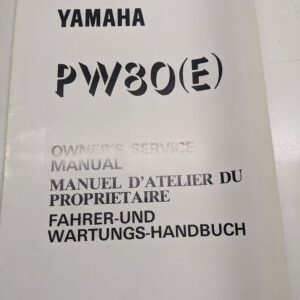 YAMAHA
PW80(E)
OWNER'S SERVICE
MANUAL
MANUEL D'ATELIER DU
PROPRIETAIRE
FAHRER-UND
WARTUNGS-HANDBUCH